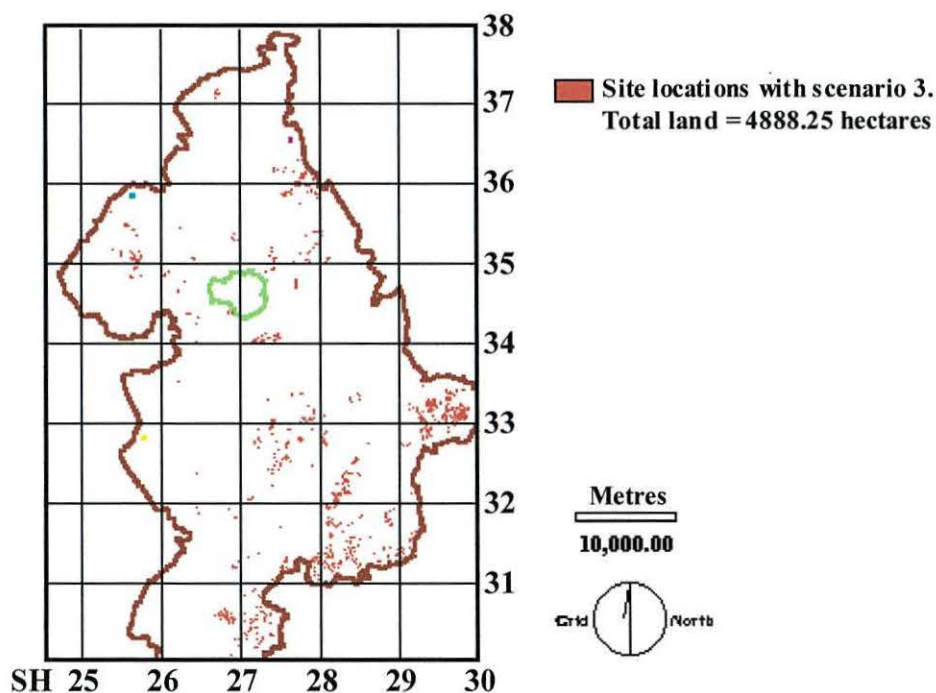 38
Site locations with scenario 3.
37
Total land = 4888.25 hectares
36
35
34
33
32
Metres
10,000.00
31
Grid North
SH 25 26 27 28 29 30